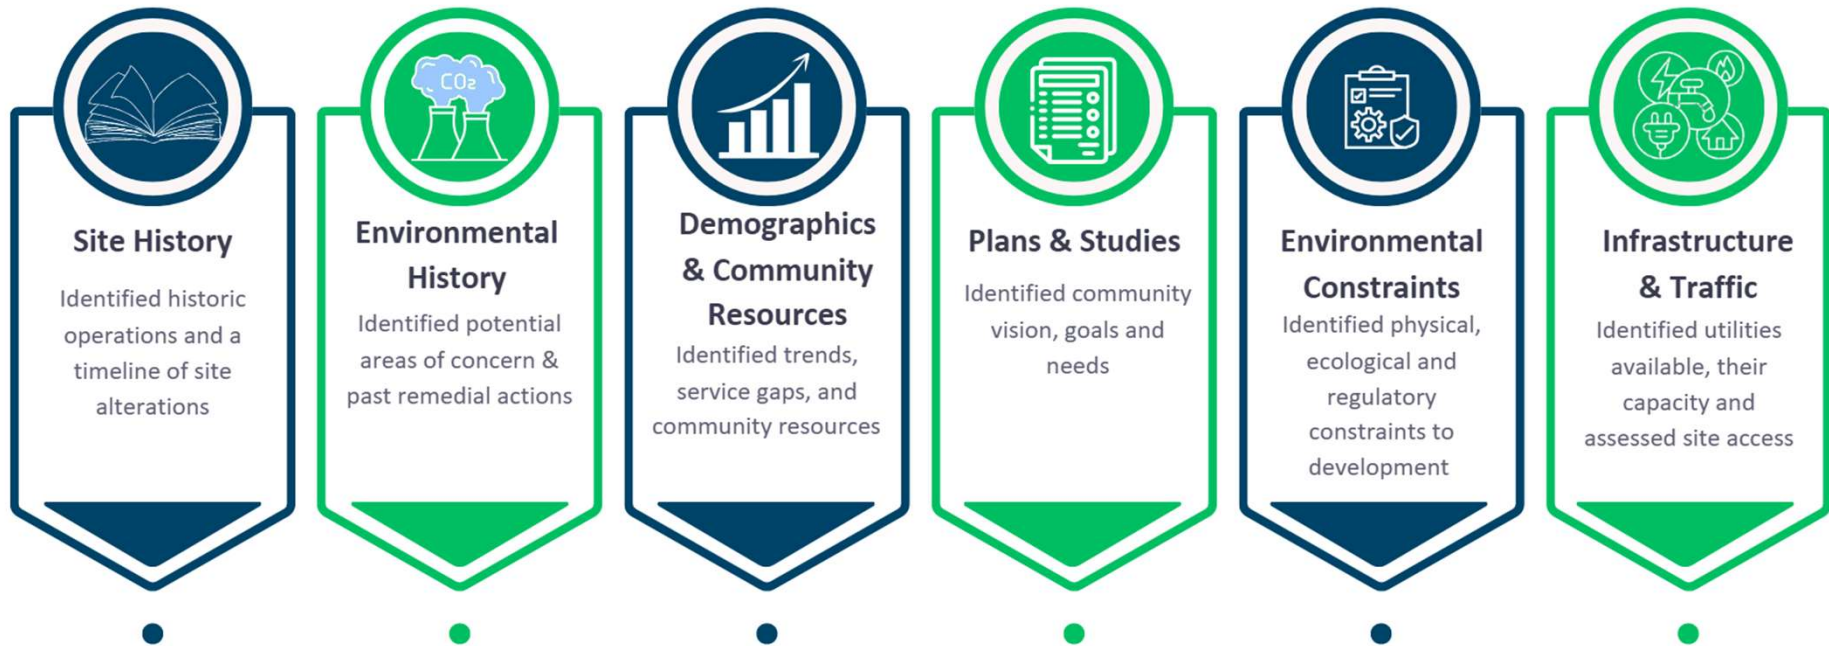 Site History
Identified historic
operations and a
timeline of site
alterations
CO₂
Environmental
History
Identified potential
areas of concern &
past remedial actions
Demographics
& Community
Resources
Identified trends,
service gaps, and
community resources
Plans & Studies
Identified community
vision, goals and
needs
Environmental
Constraints
Identified physical,
ecological and
regulatory
constraints to
development
Infrastructure
& Traffic
Identified utilities
available, their
capacity and
assessed site access